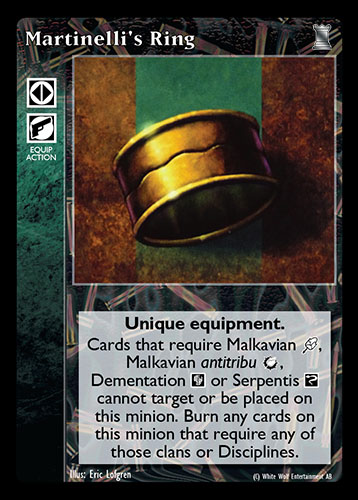 Martinelli's Ring
EQUIP
ACTION
Unique equipment.
Cards that require Malkavian ,
Malkavian antitribu ,
Dementation or Serpentis
cannot target or be placed on
this minion. Burn any cards on
this minion that require any of
those clans or Disciplines.
Illus: Eric Lofgren
(C) White Wolf Entertainment AB